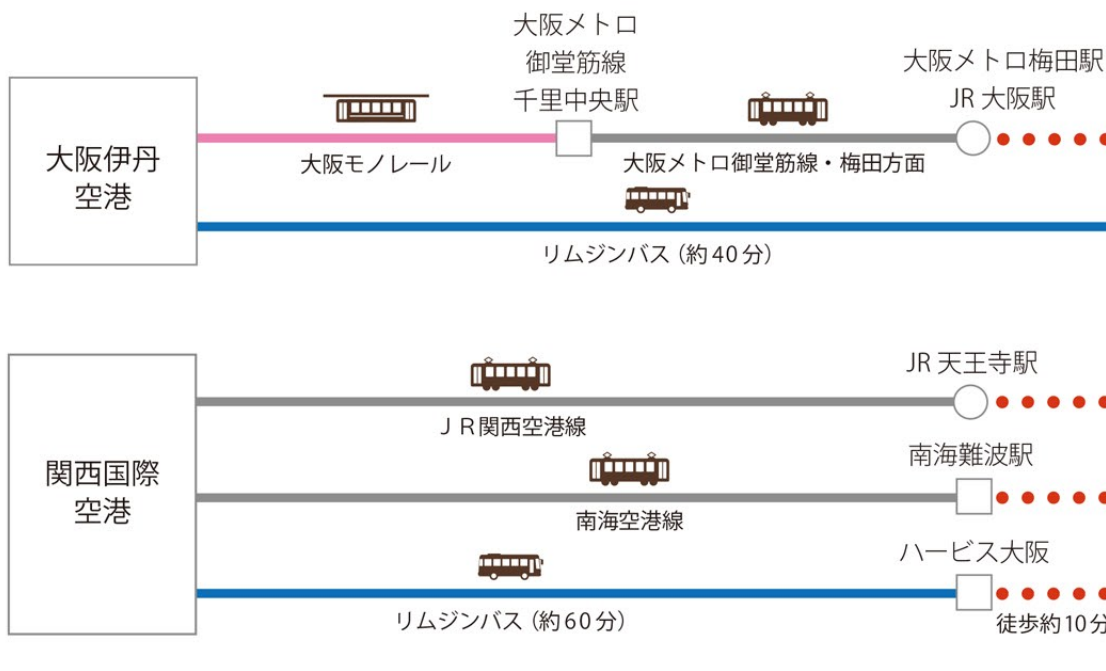 大阪メトロ
御堂筋線
千里中央駅
大阪メトロ梅田駅
JR 大阪駅
大阪伊丹
空港
大阪モノレール
大阪メトロ御堂筋線・梅田方面
リムジンバス（約40分）
関西国際
空港
JR 天王寺駅
ＪＲ関西空港線
南海難波駅
南海空港線
ハービス大阪
リムジンバス（約60分）
徒歩約10分